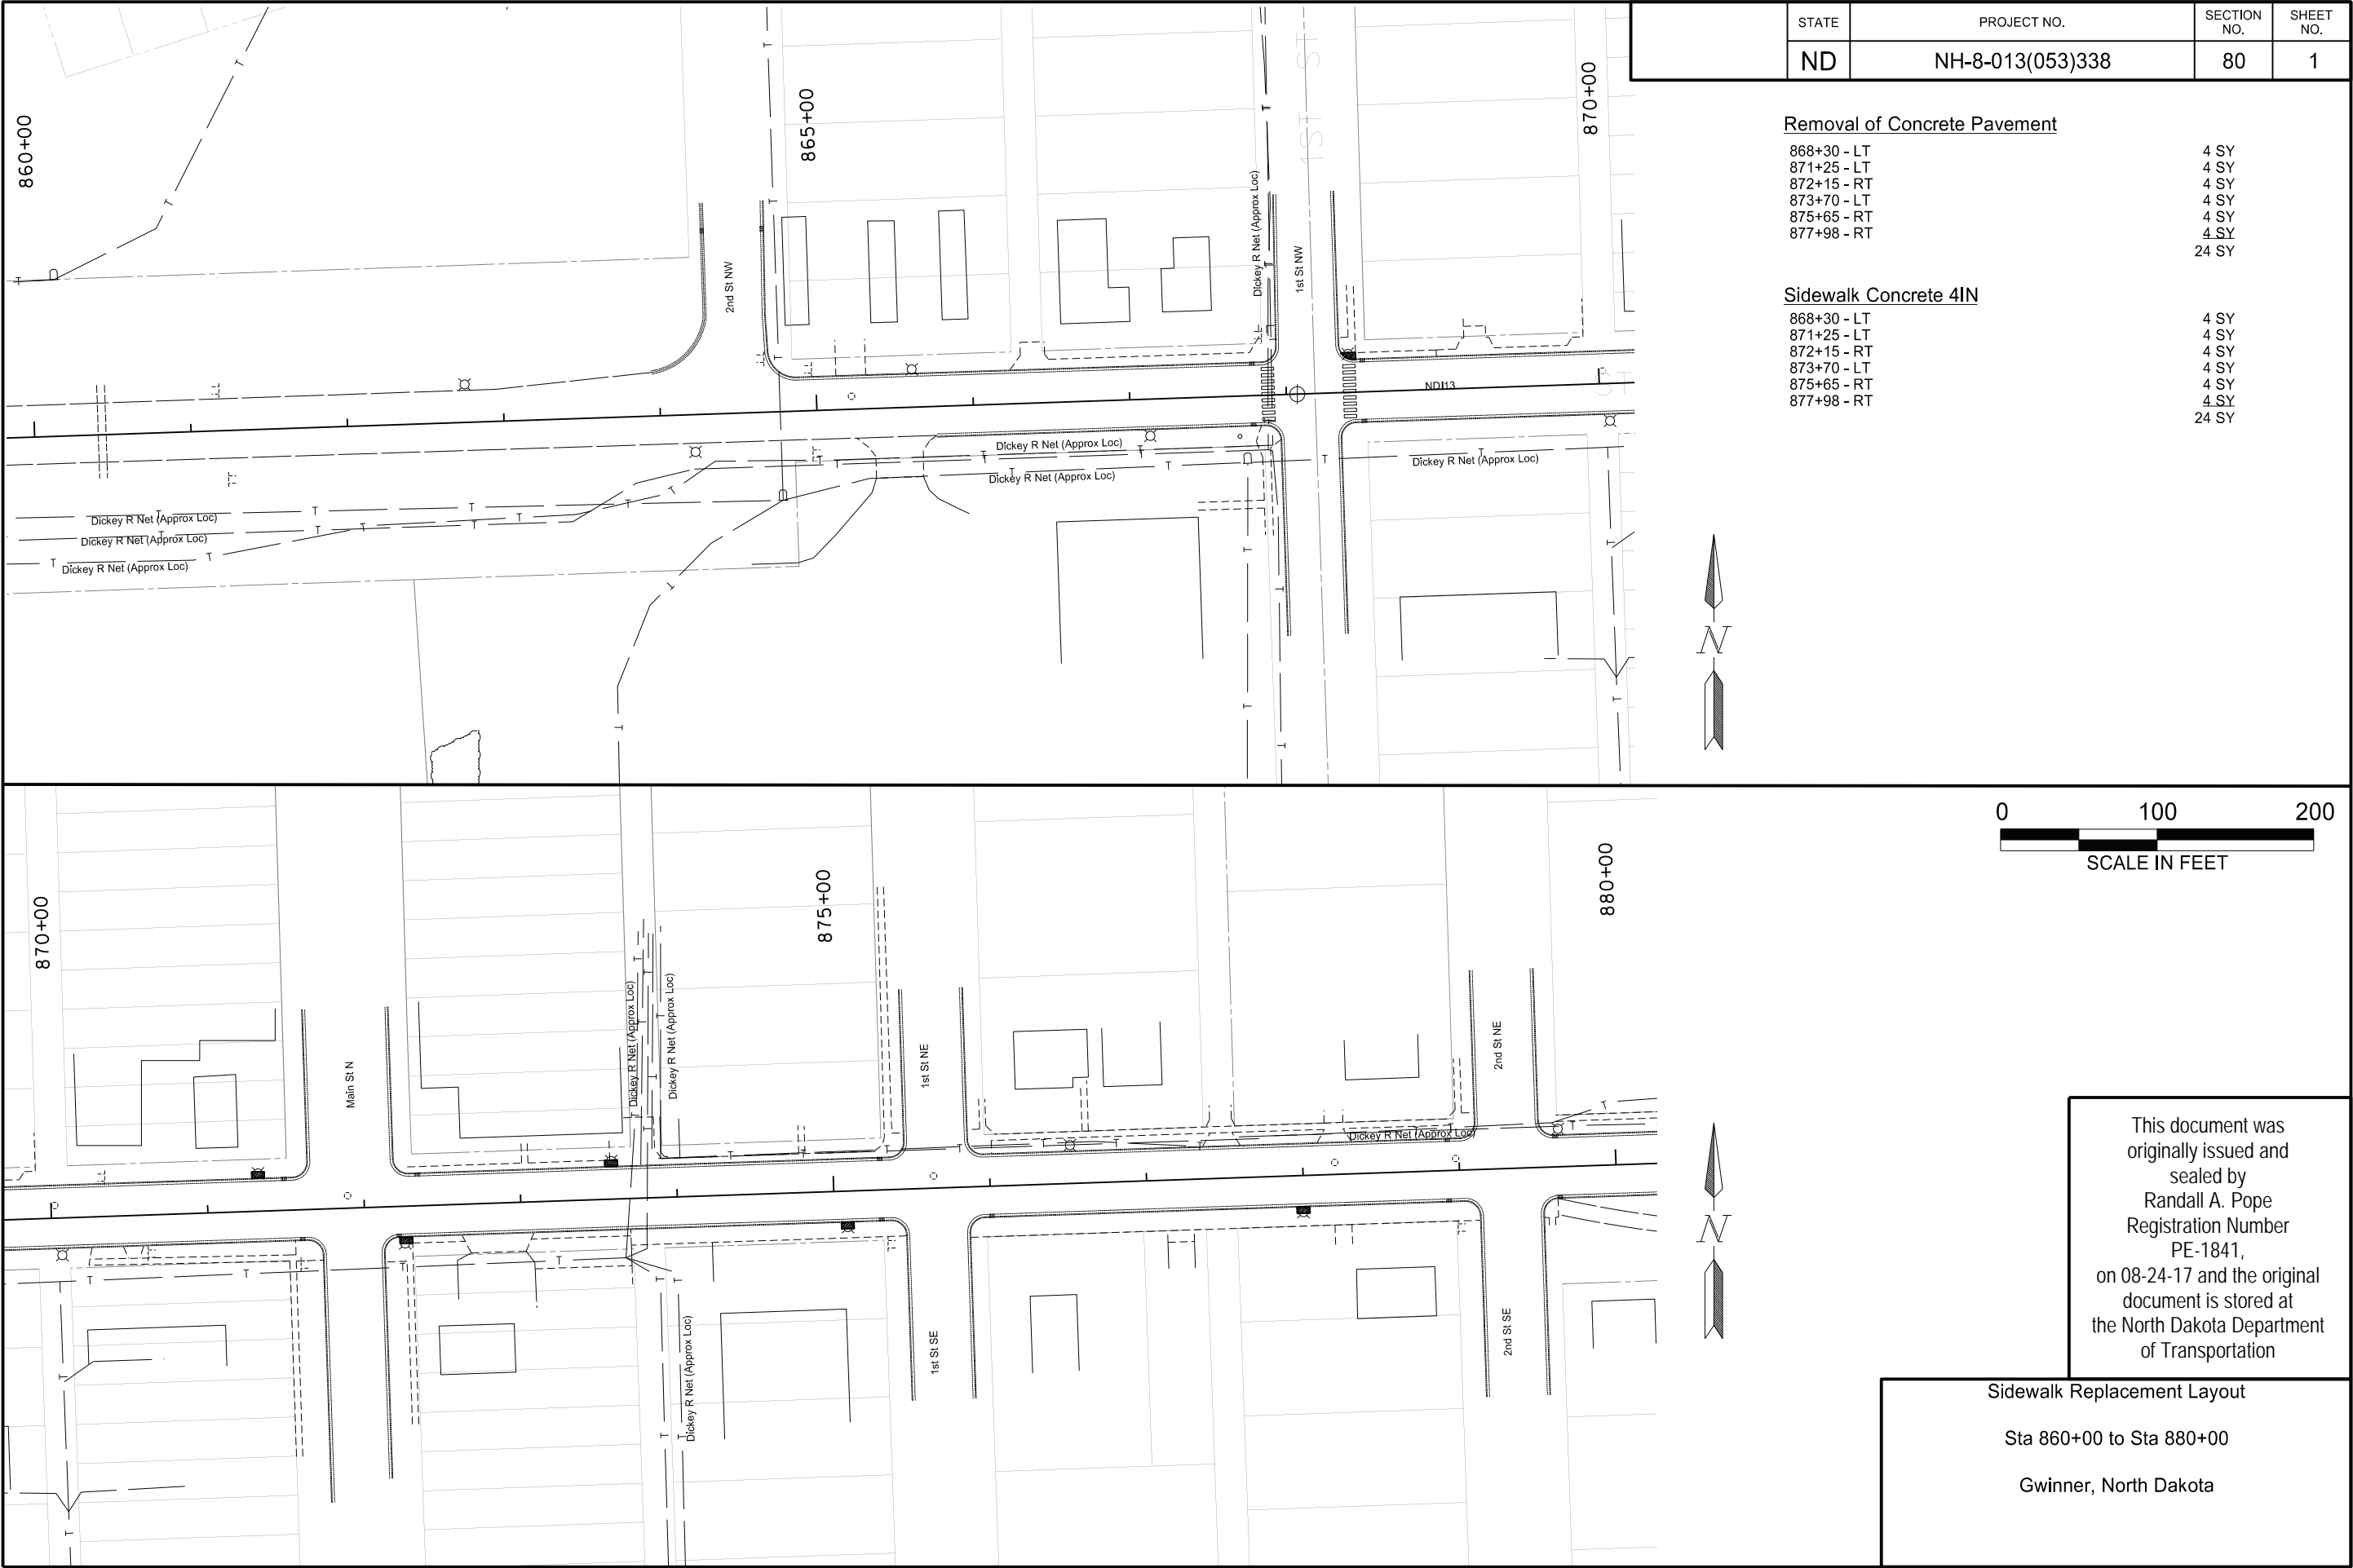 STATE
PROJECT NO.
SECTION NO.
SHEET NO.
ND
NH-8-013(053)338
80
1
860+00
865+00
870+00
1ST ST
Removal of Concrete Pavement
868+30 - LT 4 SY
871+25 - LT 4 SY
872+15 - RT 4 SY
873+70 - LT 4 SY
875+65 - RT 4 SY
877+98 - RT 4 SY
24 SY
Sidewalk Concrete 4IN
868+30 - LT 4 SY
871+25 - LT 4 SY
872+15 - RT 4 SY
873+70 - LT 4 SY
875+65 - RT 4 SY
877+98 - RT 4 SY
24 SY
2nd St NW
Dickey R Net (Approx Loc)
1st St NW
ND13
Dickey R Net (Approx Loc)
Dickey R Net (Approx Loc)
Dickey R Net (Approx Loc)
Dickey R Net (Approx Loc)
Dickey R Net (Approx Loc)
Dickey R Net (Approx Loc)
N
0 100 200
SCALE IN FEET
870+00
875+00
880+00
Main St N
Dickey R Net (Approx Loc)
Dickey R Net (Approx Loc)
1st St NE
2nd St NE
Dickey R Net (Approx Loc)
Dickey R Net (Approx Loc)
1st St SE
2nd St SE
N
This document was
originally issued and
sealed by
Randall A. Pope
Registration Number
PE-1841,
on 08-24-17 and the original
document is stored at
the North Dakota Department
of Transportation
Sidewalk Replacement Layout
Sta 860+00 to Sta 880+00
Gwinner, North Dakota